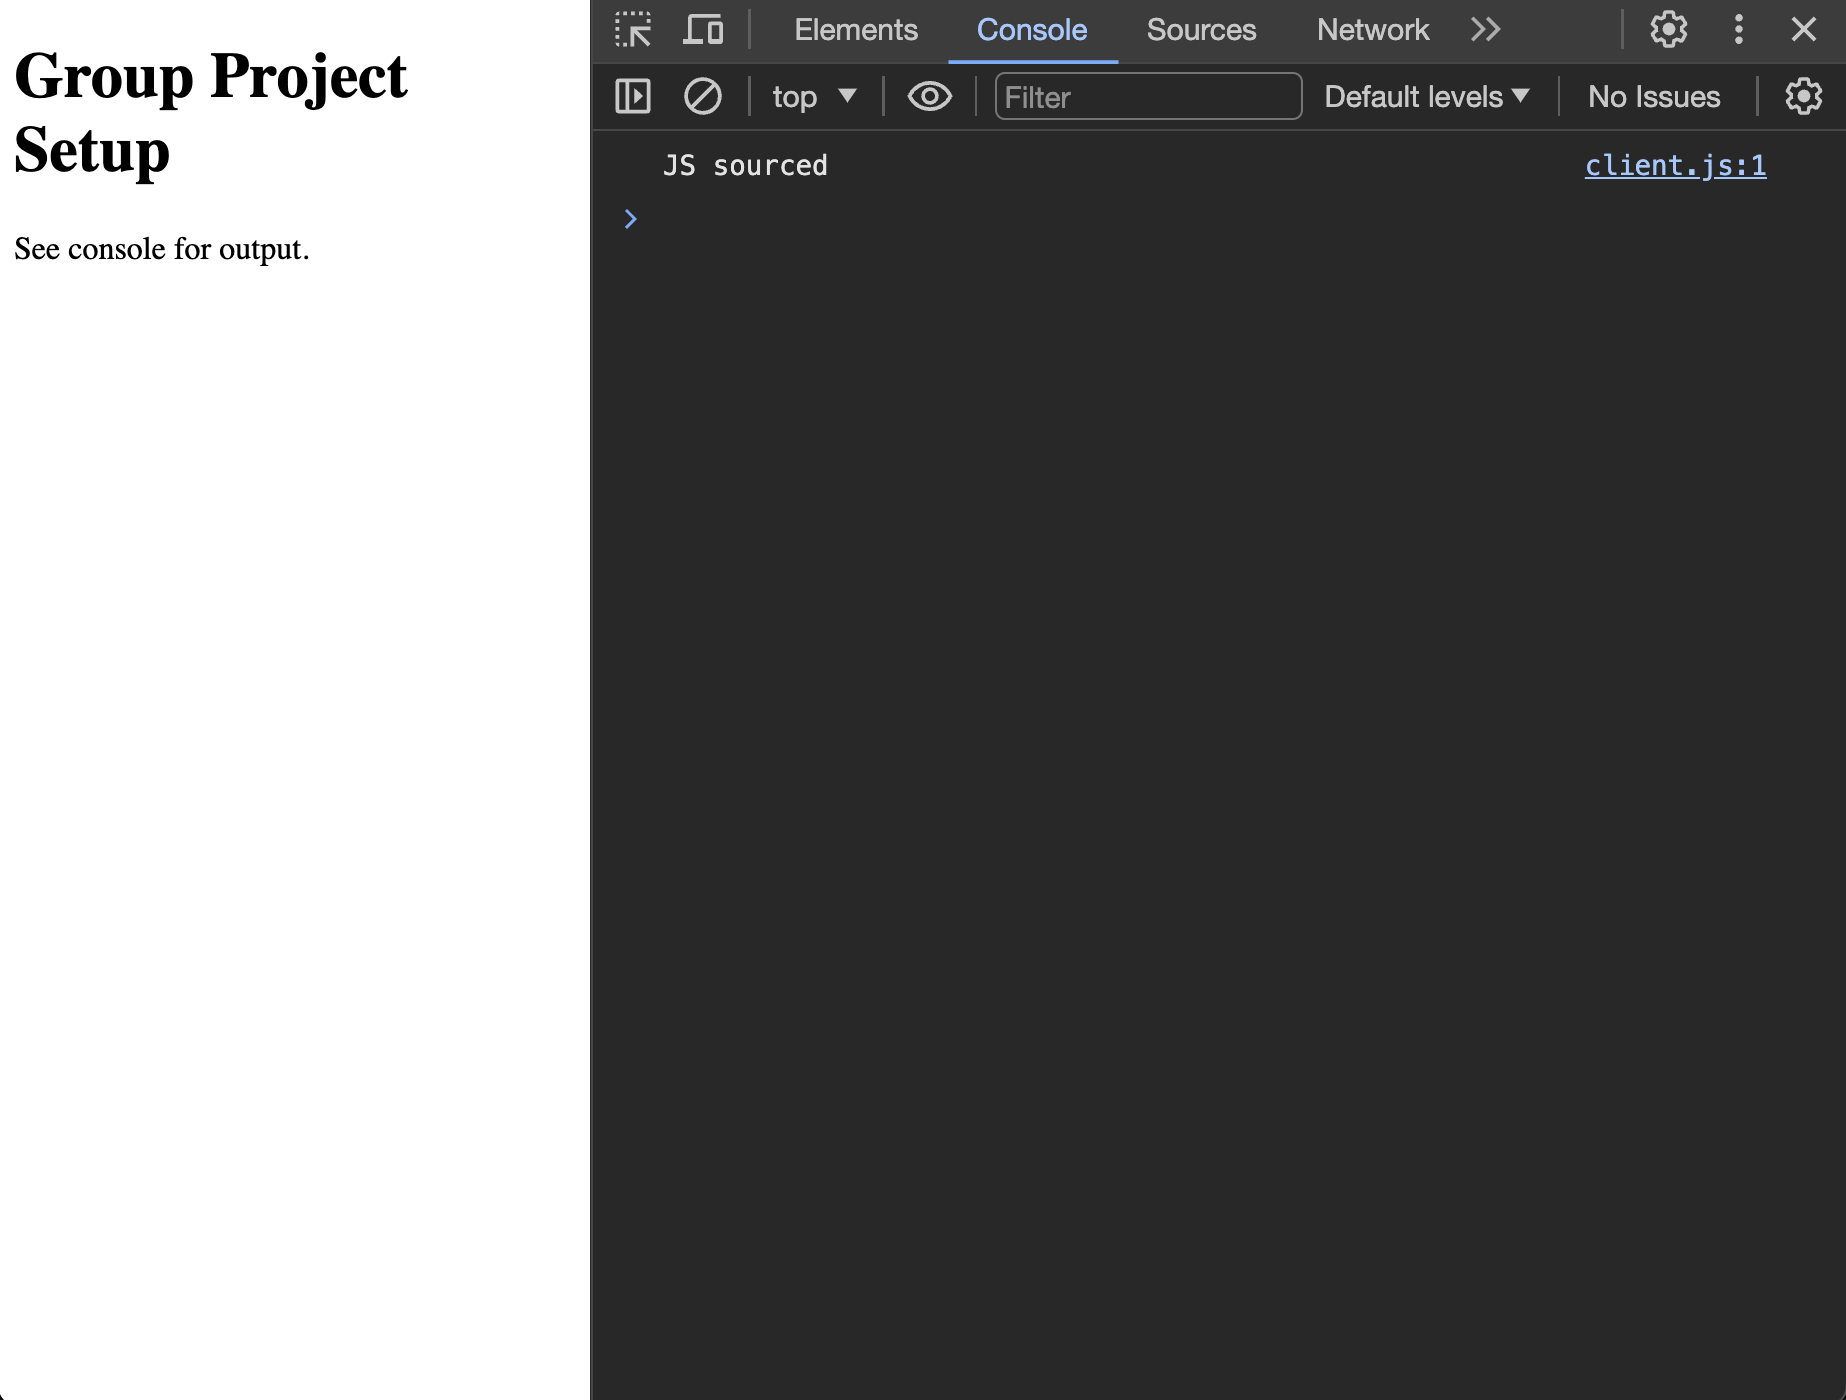 Group Project
Setup
See console for output.
Elements Console Sources Network
top Filter Default levels No Issues
JS sourced client.js:1